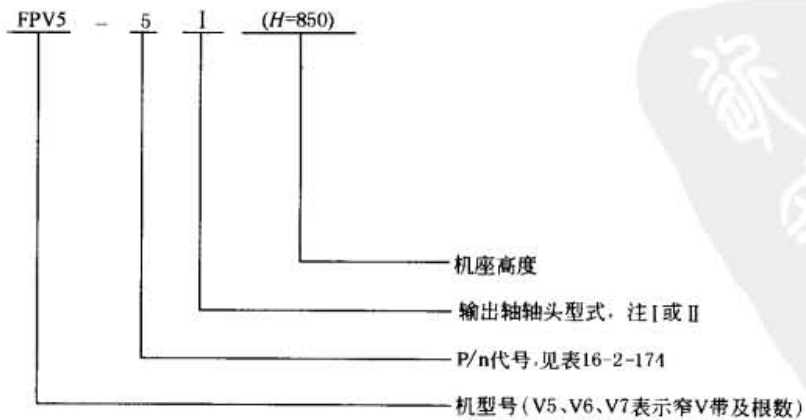 FPV5 - 5 I (H=850)
机座高度
输出轴轴头型式，注I或II
P/n代号，见表16-2-174
机型号(V5、V6、V7表示窄V带及根数)